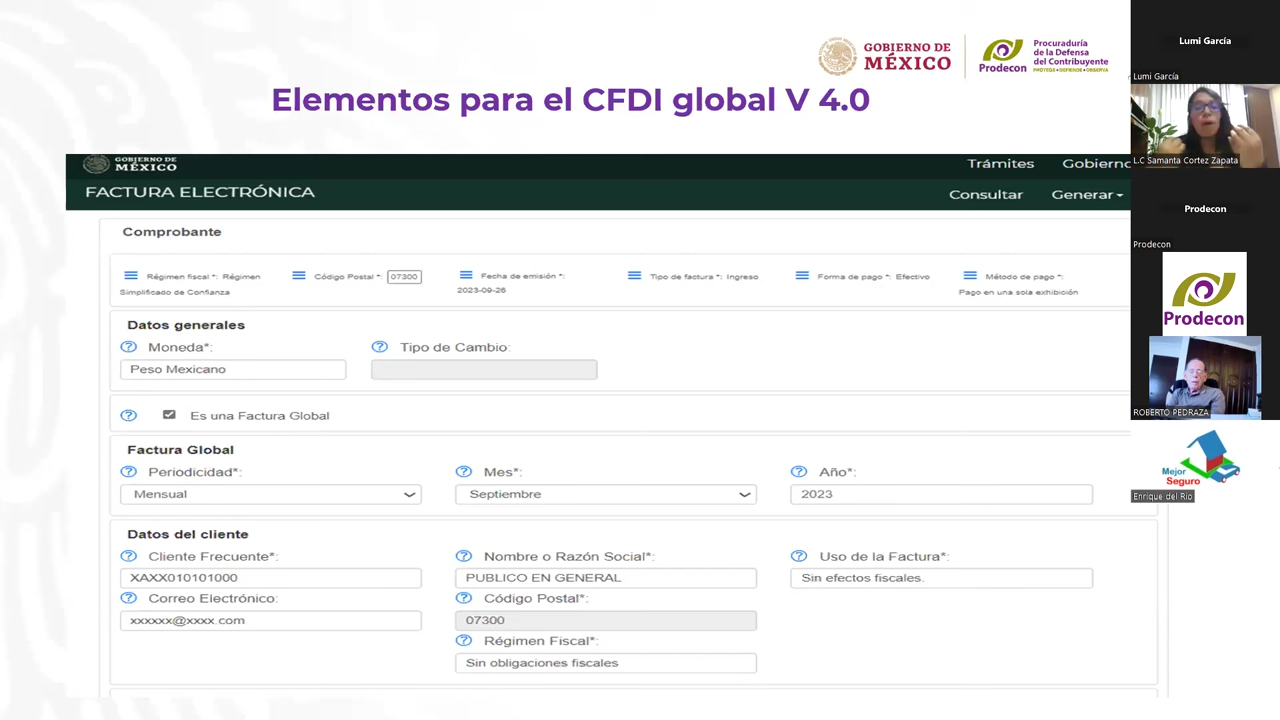 GOBIERNO DE
MÉXICO
Prodecon
Procuraduría
de la Defensa
del Contribuyente
PROTEGE • DEFIENDE • OBSERVA
Elementos para el CFDI global V 4.0
GOBIERNO DE
MÉXICO
Trámites Gobierno
FACTURA ELECTRÓNICA
Consultar Generar
Comprobante
Régimen fiscal *: Régimen
Simplificado de Confianza
Código Postal *: 07300
Fecha de emisión *:
2023-09-26
Tipo de factura *: Ingreso
Forma de pago *: Efectivo
Método de pago *:
Pago en una sola exhibición
Datos generales
Moneda*: Tipo de Cambio:
Peso Mexicano
Es una Factura Global
Factura Global
Periodicidad*: Mes*: Año*:
Mensual Septiembre 2023
Datos del cliente
Cliente Frecuente*: Nombre o Razón Social*: Uso de la Factura*:
XAXX010101000 PUBLICO EN GENERAL Sin efectos fiscales.
Correo Electrónico: Código Postal*:
xxxxxx@xxxx.com 07300
Régimen Fiscal*:
Sin obligaciones fiscales
Lumi García
Lumi García
L.C Samanta Cortez Zapata
Prodecon
Prodecon
Prodecon
ROBERTO PEDRAZA
Mejor
Seguro
Enrique del Rio